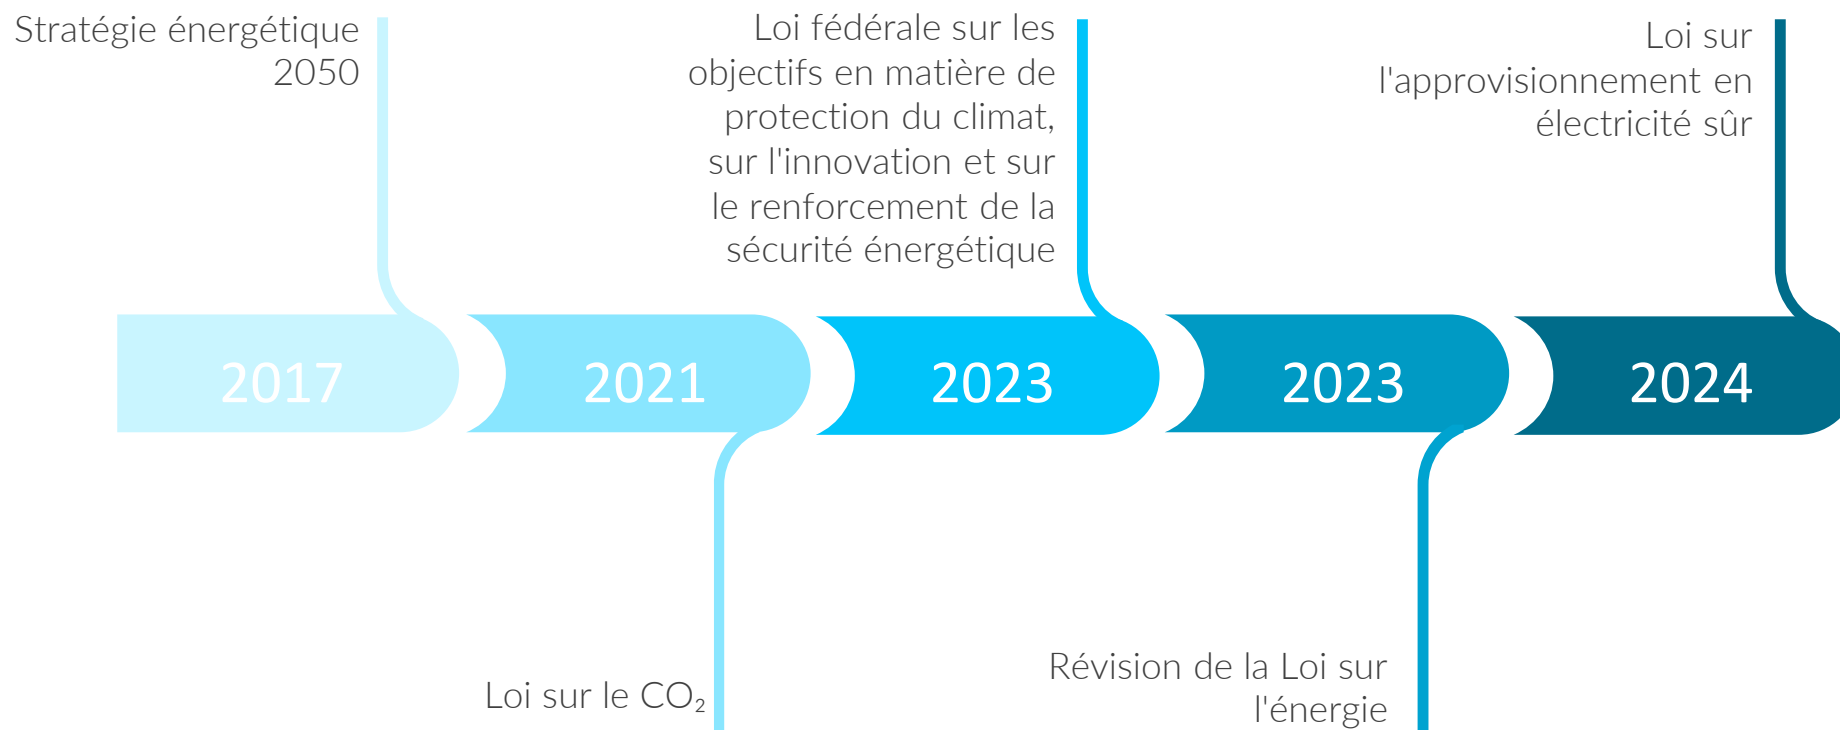 Stratégie énergétique
2050
Loi fédérale sur les
objectifs en matière de
protection du climat,
sur l'innovation et sur
le renforcement de la
sécurité énergétique
Loi sur
l'approvisionnement en
électricité sûr
2017
2021
2023
2023
2024
Loi sur le CO₂
Révision de la Loi sur
l'énergie